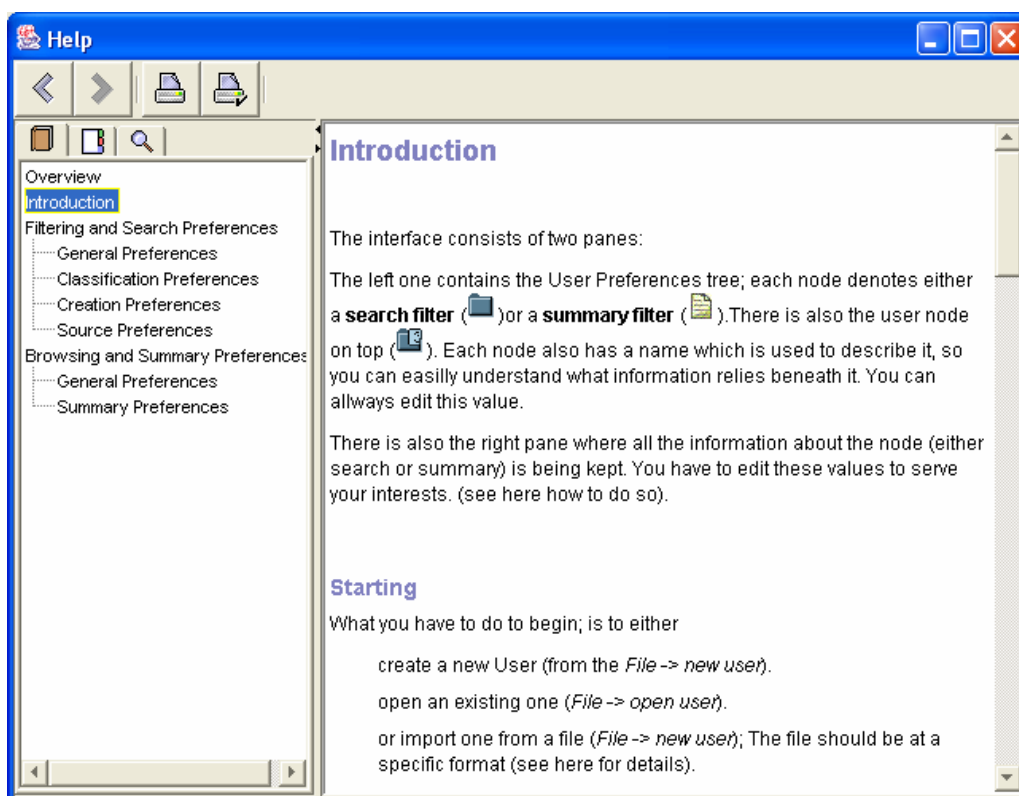 Help
Overview
Introduction
Filtering and Search Preferences
General Preferences
Classification Preferences
Creation Preferences
Source Preferences
Browsing and Summary Preferences
General Preferences
Summary Preferences
Introduction
The interface consists of two panes:
The left one contains the User Preferences tree; each node denotes either
a search filter ( )or a summary filter ( ).There is also the user node
on top ( ). Each node also has a name which is used to describe it, so
you can easilly understand what information relies beneath it. You can
allways edit this value.
There is also the right pane where all the information about the node (either
search or summary) is being kept. You have to edit these values to serve
your interests. (see here how to do so).
Starting
What you have to do to begin; is to either
create a new User (from the File -> new user).
open an existing one (File -> open user).
or import one from a file (File -> new user); The file should be at a
specific format (see here for details).